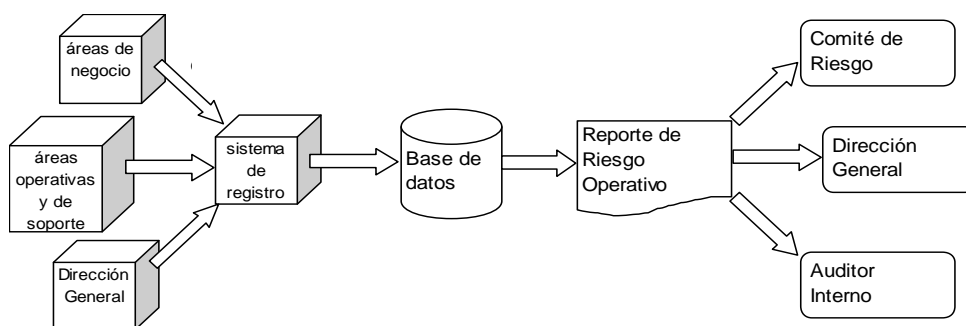 áreas de
negocio
áreas
operativas
y de
soporte
Dirección
General
sistema
de
registro
Base de
datos
Reporte de
Riesgo
Operativo
Comité de
Riesgo
Dirección
General
Auditor
Interno